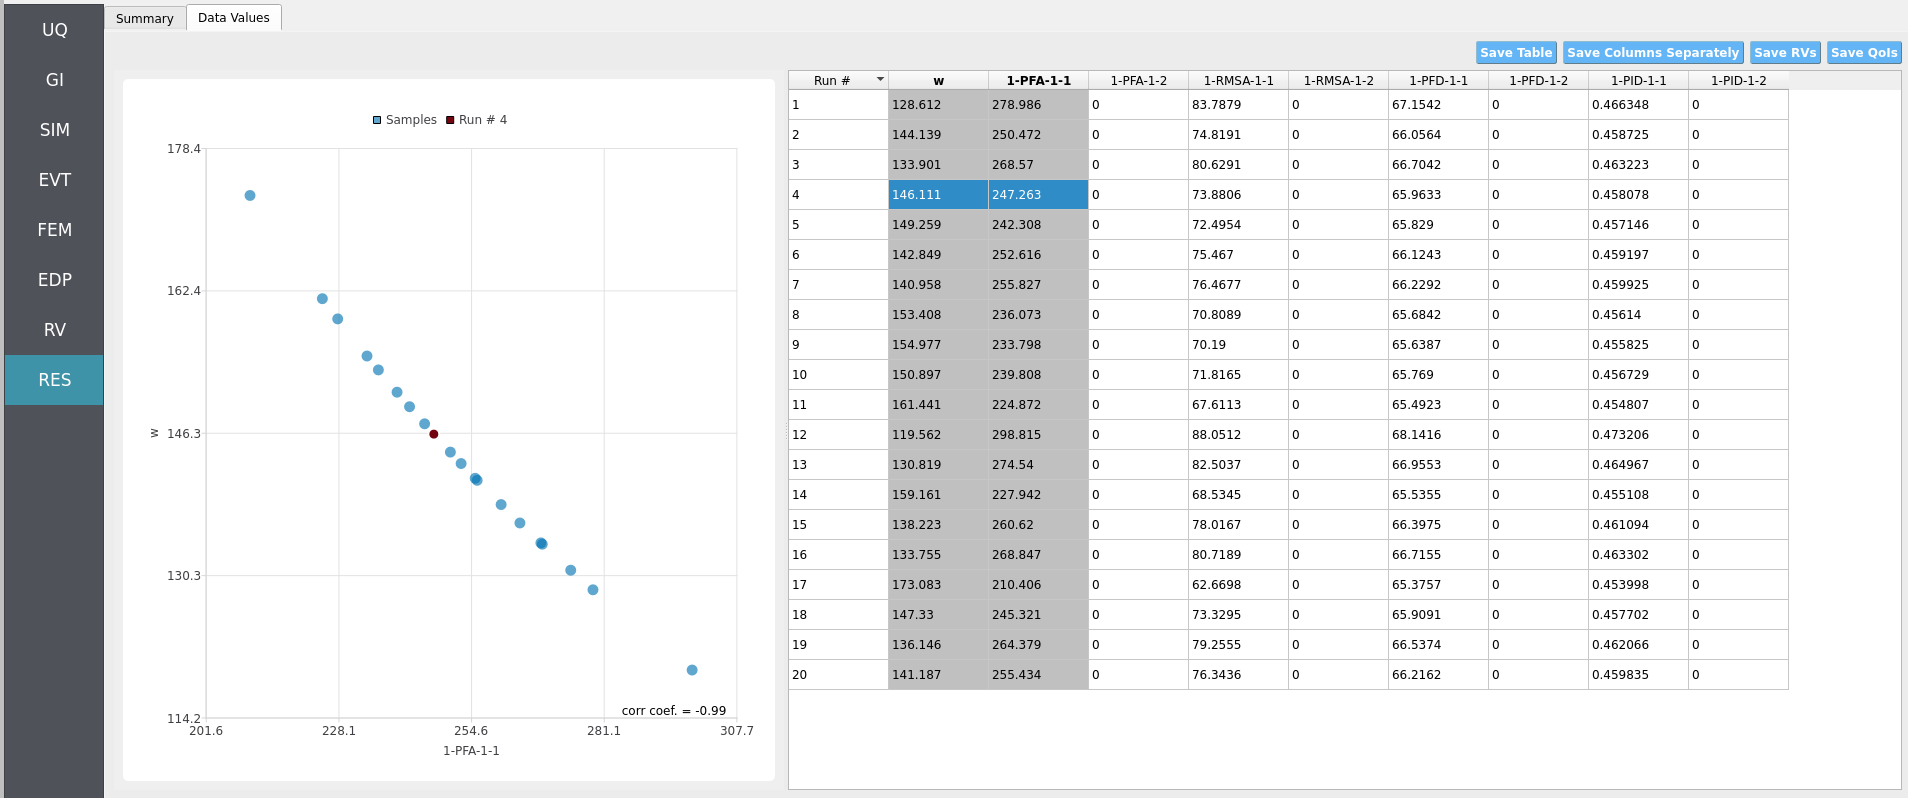 UQ
GI
SIM
EVT
FEM
EDP
RV
RES
Summary Data Values
Save Table Save Columns Separately Save RVs Save QoIs
Samples Run # 4
178.4
162.4
146.3
130.3
114.2
w
201.6 228.1 254.6 281.1 307.7
1-PFA-1-1
corr coef. = -0.99
Run # w 1-PFA-1-1 1-PFA-1-2 1-RMSA-1-1 1-RMSA-1-2 1-PFD-1-1 1-PFD-1-2 1-PID-1-1 1-PID-1-2
1 128.612 278.986 0 83.7879 0 67.1542 0 0.466348 0
2 144.139 250.472 0 74.8191 0 66.0564 0 0.458725 0
3 133.901 268.57 0 80.6291 0 66.7042 0 0.463223 0
4 146.111 247.263 0 73.8806 0 65.9633 0 0.458078 0
5 149.259 242.308 0 72.4954 0 65.829 0 0.457146 0
6 142.849 252.616 0 75.467 0 66.1243 0 0.459197 0
7 140.958 255.827 0 76.4677 0 66.2292 0 0.459925 0
8 153.408 236.073 0 70.8089 0 65.6842 0 0.45614 0
9 154.977 233.798 0 70.19 0 65.6387 0 0.455825 0
10 150.897 239.808 0 71.8165 0 65.769 0 0.456729 0
11 161.441 224.872 0 67.6113 0 65.4923 0 0.454807 0
12 119.562 298.815 0 88.0512 0 68.1416 0 0.473206 0
13 130.819 274.54 0 82.5037 0 66.9553 0 0.464967 0
14 159.161 227.942 0 68.5345 0 65.5355 0 0.455108 0
15 138.223 260.62 0 78.0167 0 66.3975 0 0.461094 0
16 133.755 268.847 0 80.7189 0 66.7155 0 0.463302 0
17 173.083 210.406 0 62.6698 0 65.3757 0 0.453998 0
18 147.33 245.321 0 73.3295 0 65.9091 0 0.457702 0
19 136.146 264.379 0 79.2555 0 66.5374 0 0.462066 0
20 141.187 255.434 0 76.3436 0 66.2162 0 0.459835 0